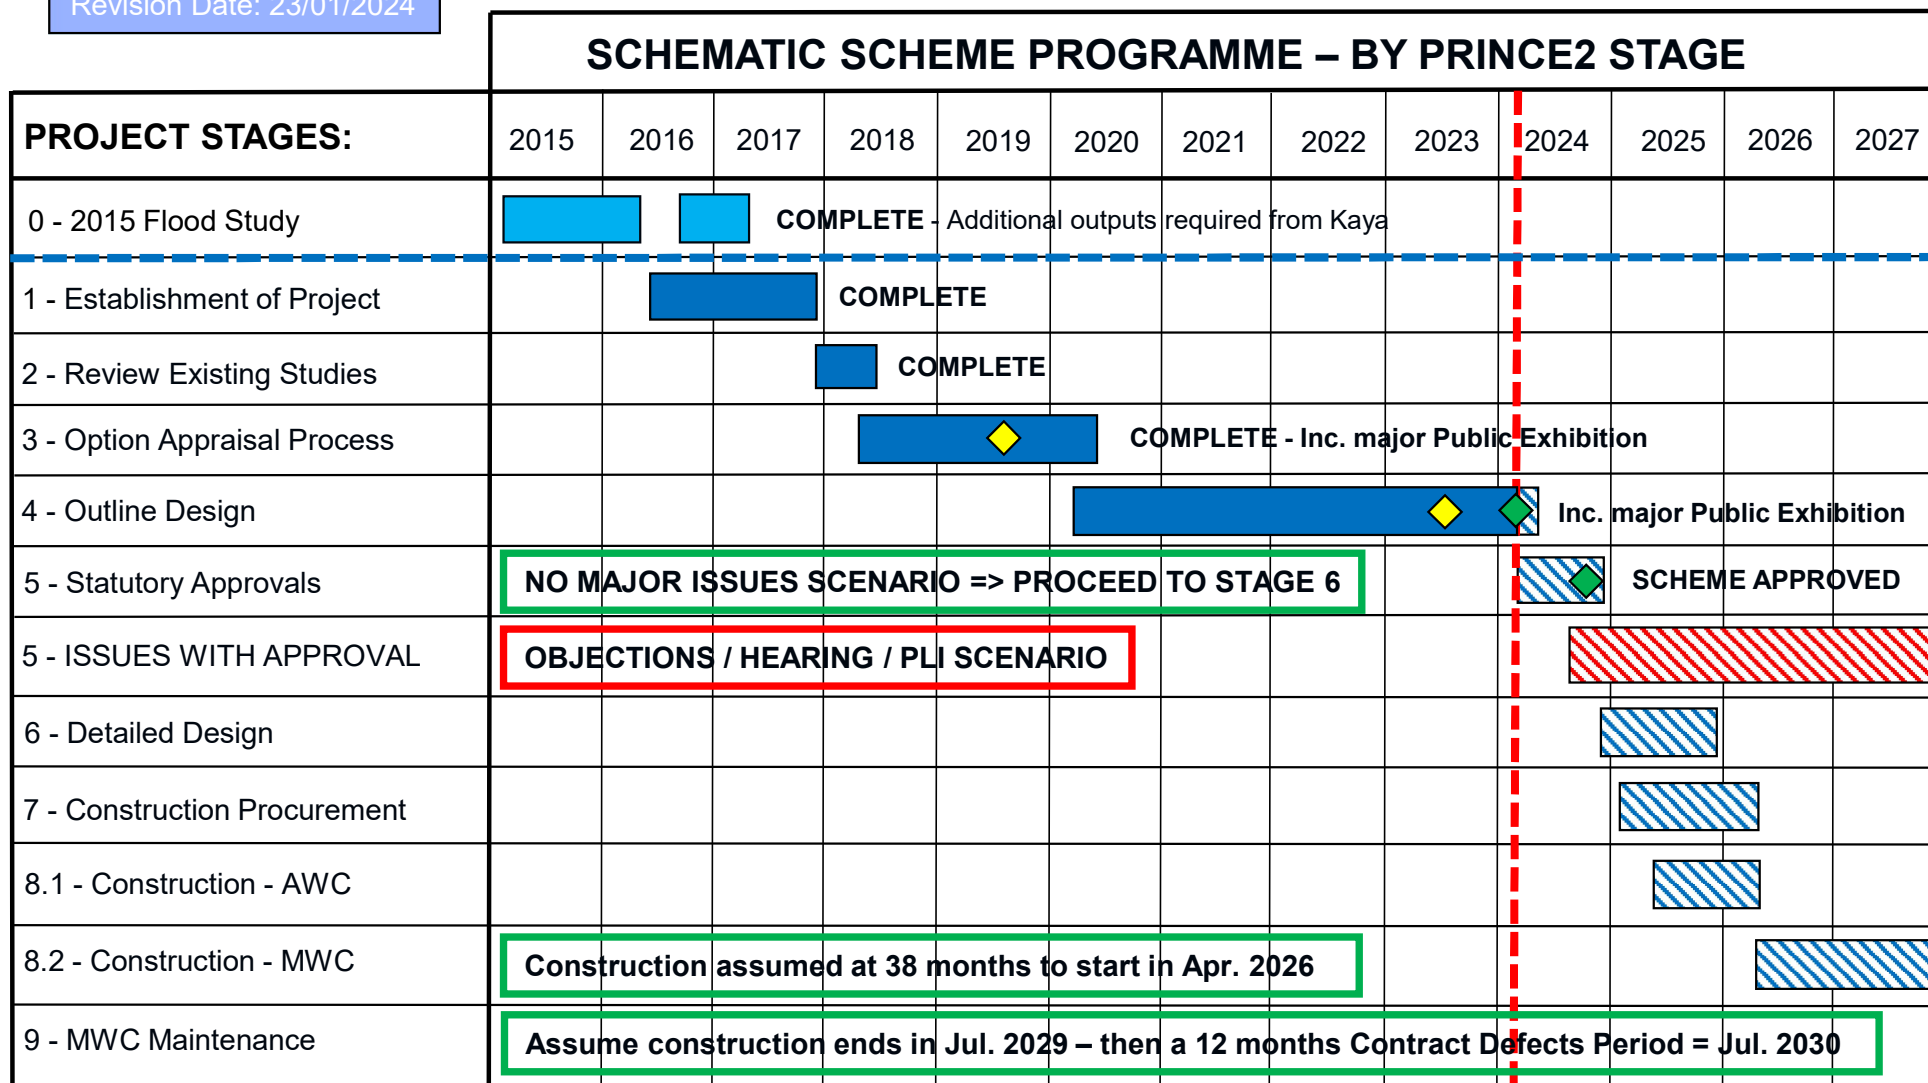 Revision Date: 23/01/2024
SCHEMATIC SCHEME PROGRAMME – BY PRINCE2 STAGE
PROJECT STAGES: 2015 2016 2017 2018 2019 2020 2021 2022 2023 2024 2025 2026 2027
0 - 2015 Flood Study COMPLETE - Additional outputs required from Kaya
1 - Establishment of Project COMPLETE
2 - Review Existing Studies COMPLETE
3 - Option Appraisal Process COMPLETE - Inc. major Public Exhibition
4 - Outline Design Inc. major Public Exhibition
5 - Statutory Approvals NO MAJOR ISSUES SCENARIO => PROCEED TO STAGE 6 SCHEME APPROVED
5 - ISSUES WITH APPROVAL OBJECTIONS / HEARING / PLI SCENARIO
6 - Detailed Design
7 - Construction Procurement
8.1 - Construction - AWC
8.2 - Construction - MWC Construction assumed at 38 months to start in Apr. 2026
9 - MWC Maintenance Assume construction ends in Jul. 2029 – then a 12 months Contract Defects Period = Jul. 2030